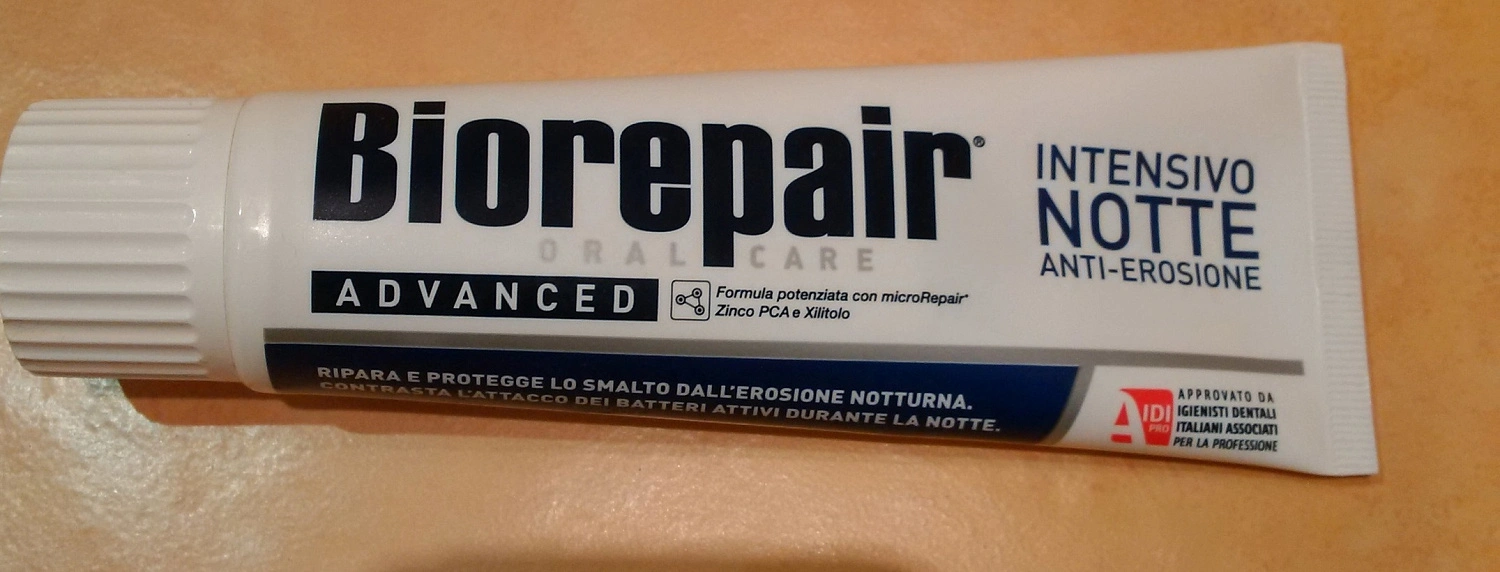 Biorepair®
ORAL CARE
ADVANCED
Formula potenziata con microRepair®
Zinco PCA e Xilitolo
INTENSIVO
NOTTE
ANTI-EROSIONE
RIPARA E PROTEGGE LO SMALTO DALL'EROSIONE NOTTURNA.
CONTRASTA L'ATTACCO DEI BATTERI ATTIVI DURANTE LA NOTTE.
AIDI
PRO
APPROVATO DA
IGIENISTI DENTALI
ITALIANI ASSOCIATI
PER LA PROFESSIONE